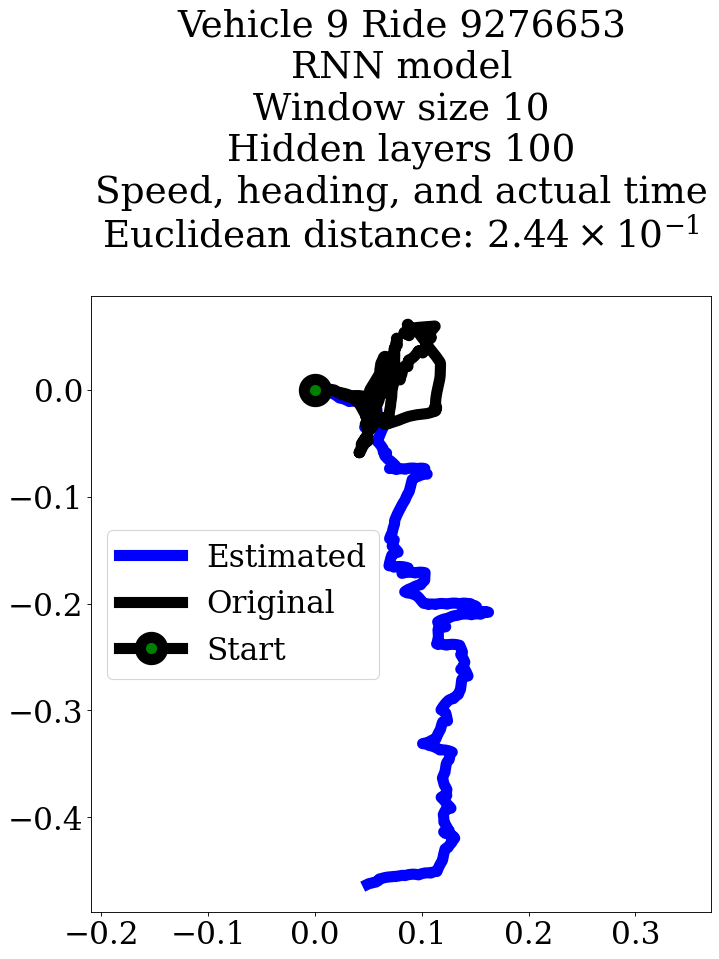 Vehicle 9 Ride 9276653
RNN model
Window size 10
Hidden layers 100
Speed, heading, and actual time
Euclidean distance: 2.44 × 10⁻¹
0.0
−0.1
−0.2
−0.3
−0.4
Estimated
Original
Start
−0.2 −0.1 0.0 0.1 0.2 0.3